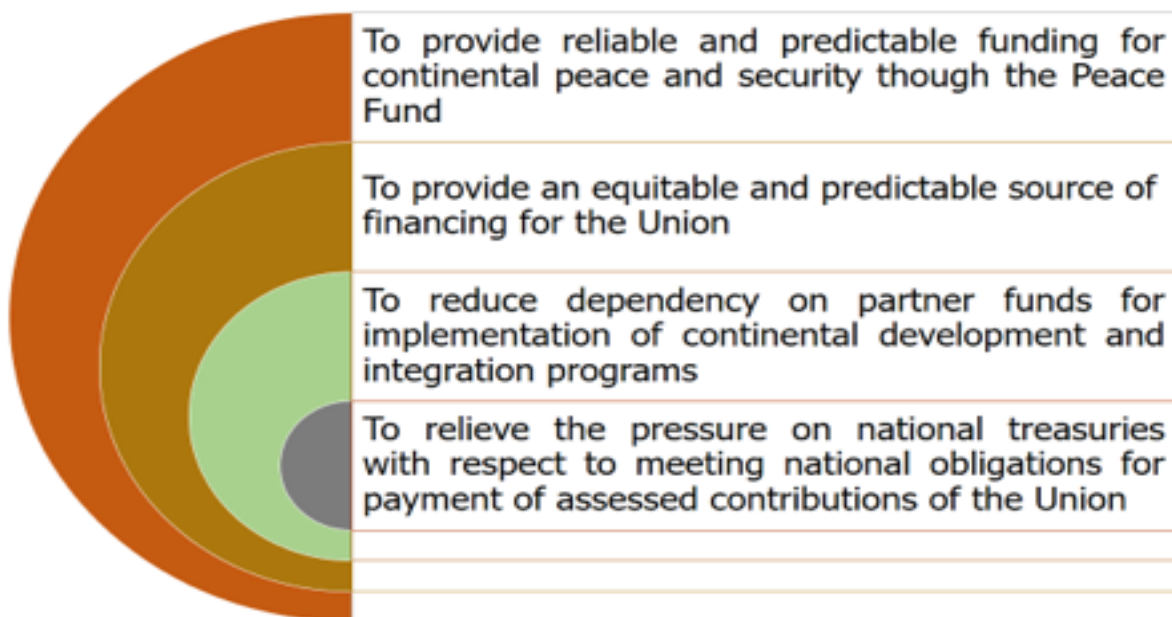 To provide reliable and predictable funding for
continental peace and security though the Peace
Fund
To provide an equitable and predictable source of
financing for the Union
To reduce dependency on partner funds for
implementation of continental development and
integration programs
To relieve the pressure on national treasuries
with respect to meeting national obligations for
payment of assessed contributions of the Union